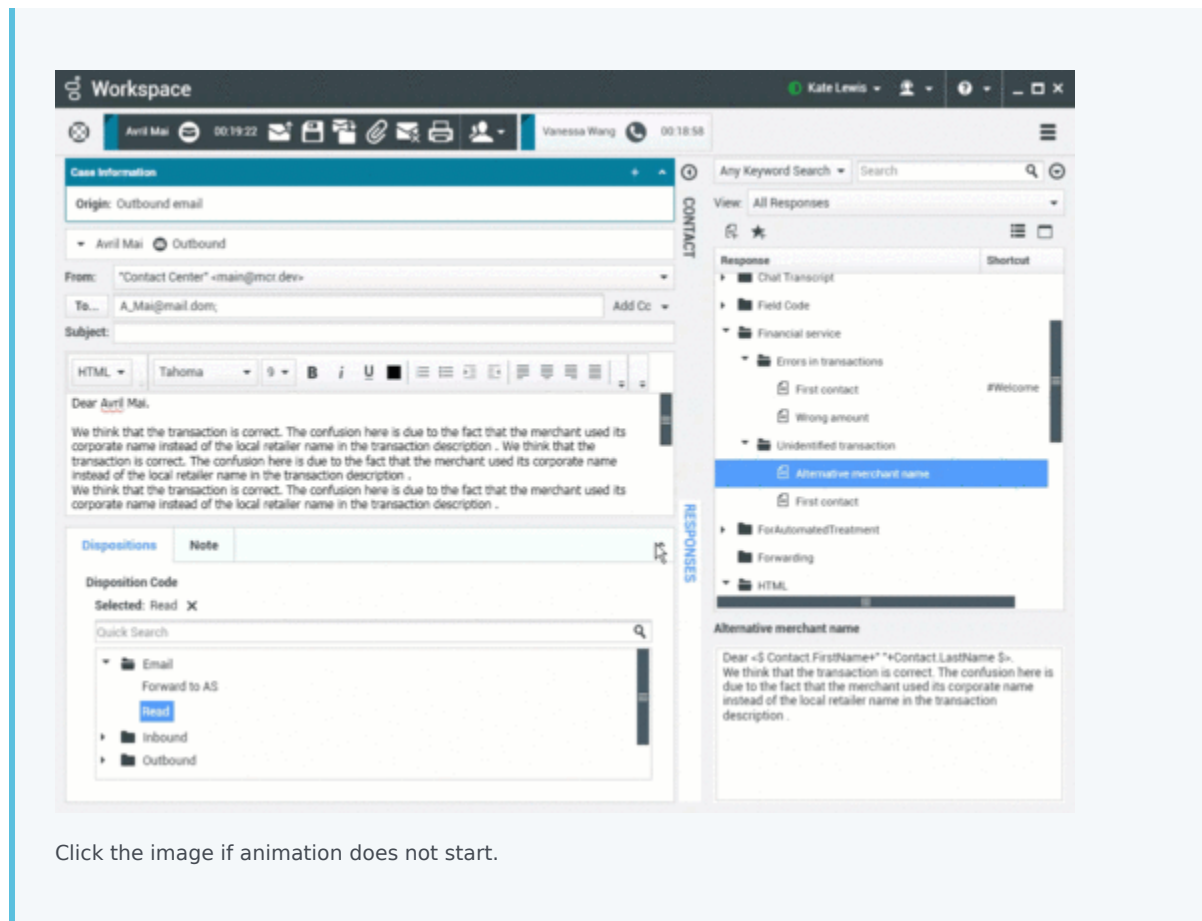 Workspace
Kate Lewis
Avril Mai 00:19:22
Vanessa Wang 00:18:58
Case Information
Origin: Outbound email
Avril Mai Outbound
From: "Contact Center" <main@mcr.dev>
To... A_Mai@mail.dom;
Add Cc
Subject:
HTML Tahoma 9 B i U
Dear Avril Mai.
We think that the transaction is correct. The confusion here is due to the fact that the merchant used its
corporate name instead of the local retailer name in the transaction description . We think that the
transaction is correct. The confusion here is due to the fact that the merchant used its corporate name
instead of the local retailer name in the transaction description .
We think that the transaction is correct. The confusion here is due to the fact that the merchant used its
corporate name instead of the local retailer name in the transaction description .
Dispositions Note
Disposition Code
Selected: Read
Quick Search
Email
Forward to AS
Read
Inbound
Outbound
CONTACT
RESPONSES
Any Keyword Search Search
View: All Responses
Response Shortcut
Chat Transcript
Field Code
Financial service
Errors in transactions
First contact #Welcome
Wrong amount
Unidentified transaction
Alternative merchant name
First contact
ForAutomatedTreatment
Forwarding
HTML
Alternative merchant name
Dear <$ Contact.FirstName+" "+Contact.LastName $>.
We think that the transaction is correct. The confusion here is
due to the fact that the merchant used its corporate name
instead of the local retailer name in the transaction
description .
Click the image if animation does not start.